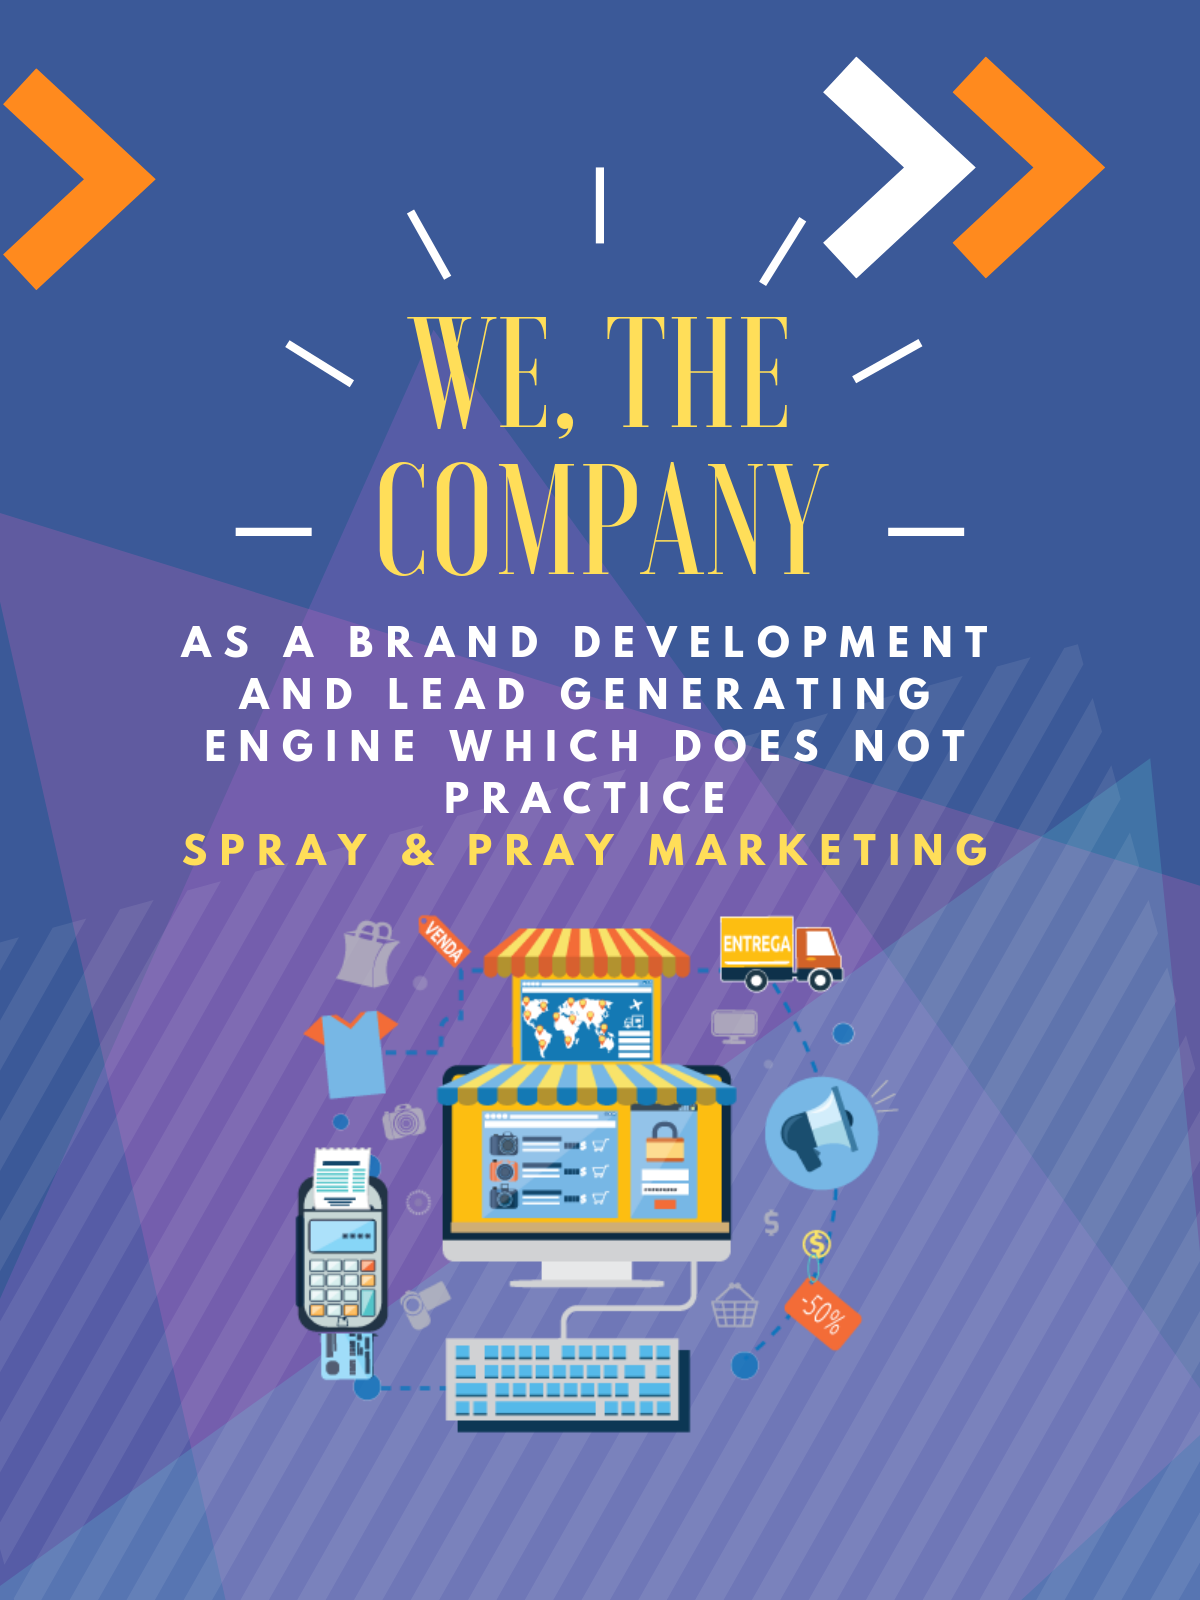 WE, THE
COMPANY
AS A BRAND DEVELOPMENT
AND LEAD GENERATING
ENGINE WHICH DOES NOT
PRACTICE
SPRAY & PRAY MARKETING
VENDA
ENTREGA
$
$
$
$
$
-50%